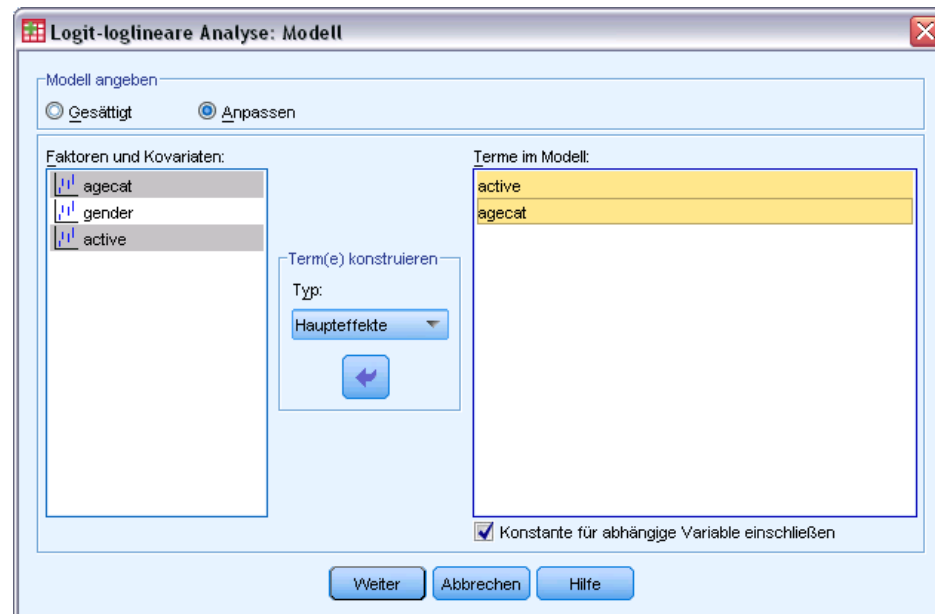 Logit-loglineare Analyse: Modell
Modell angeben
Gesättigt
Anpassen
Faktoren und Kovariaten:
agecat
gender
active
Term(e) konstruieren
Typ:
Haupteffekte
Terme im Modell:
active
agecat
Konstante für abhängige Variable einschließen
Weiter
Abbrechen
Hilfe